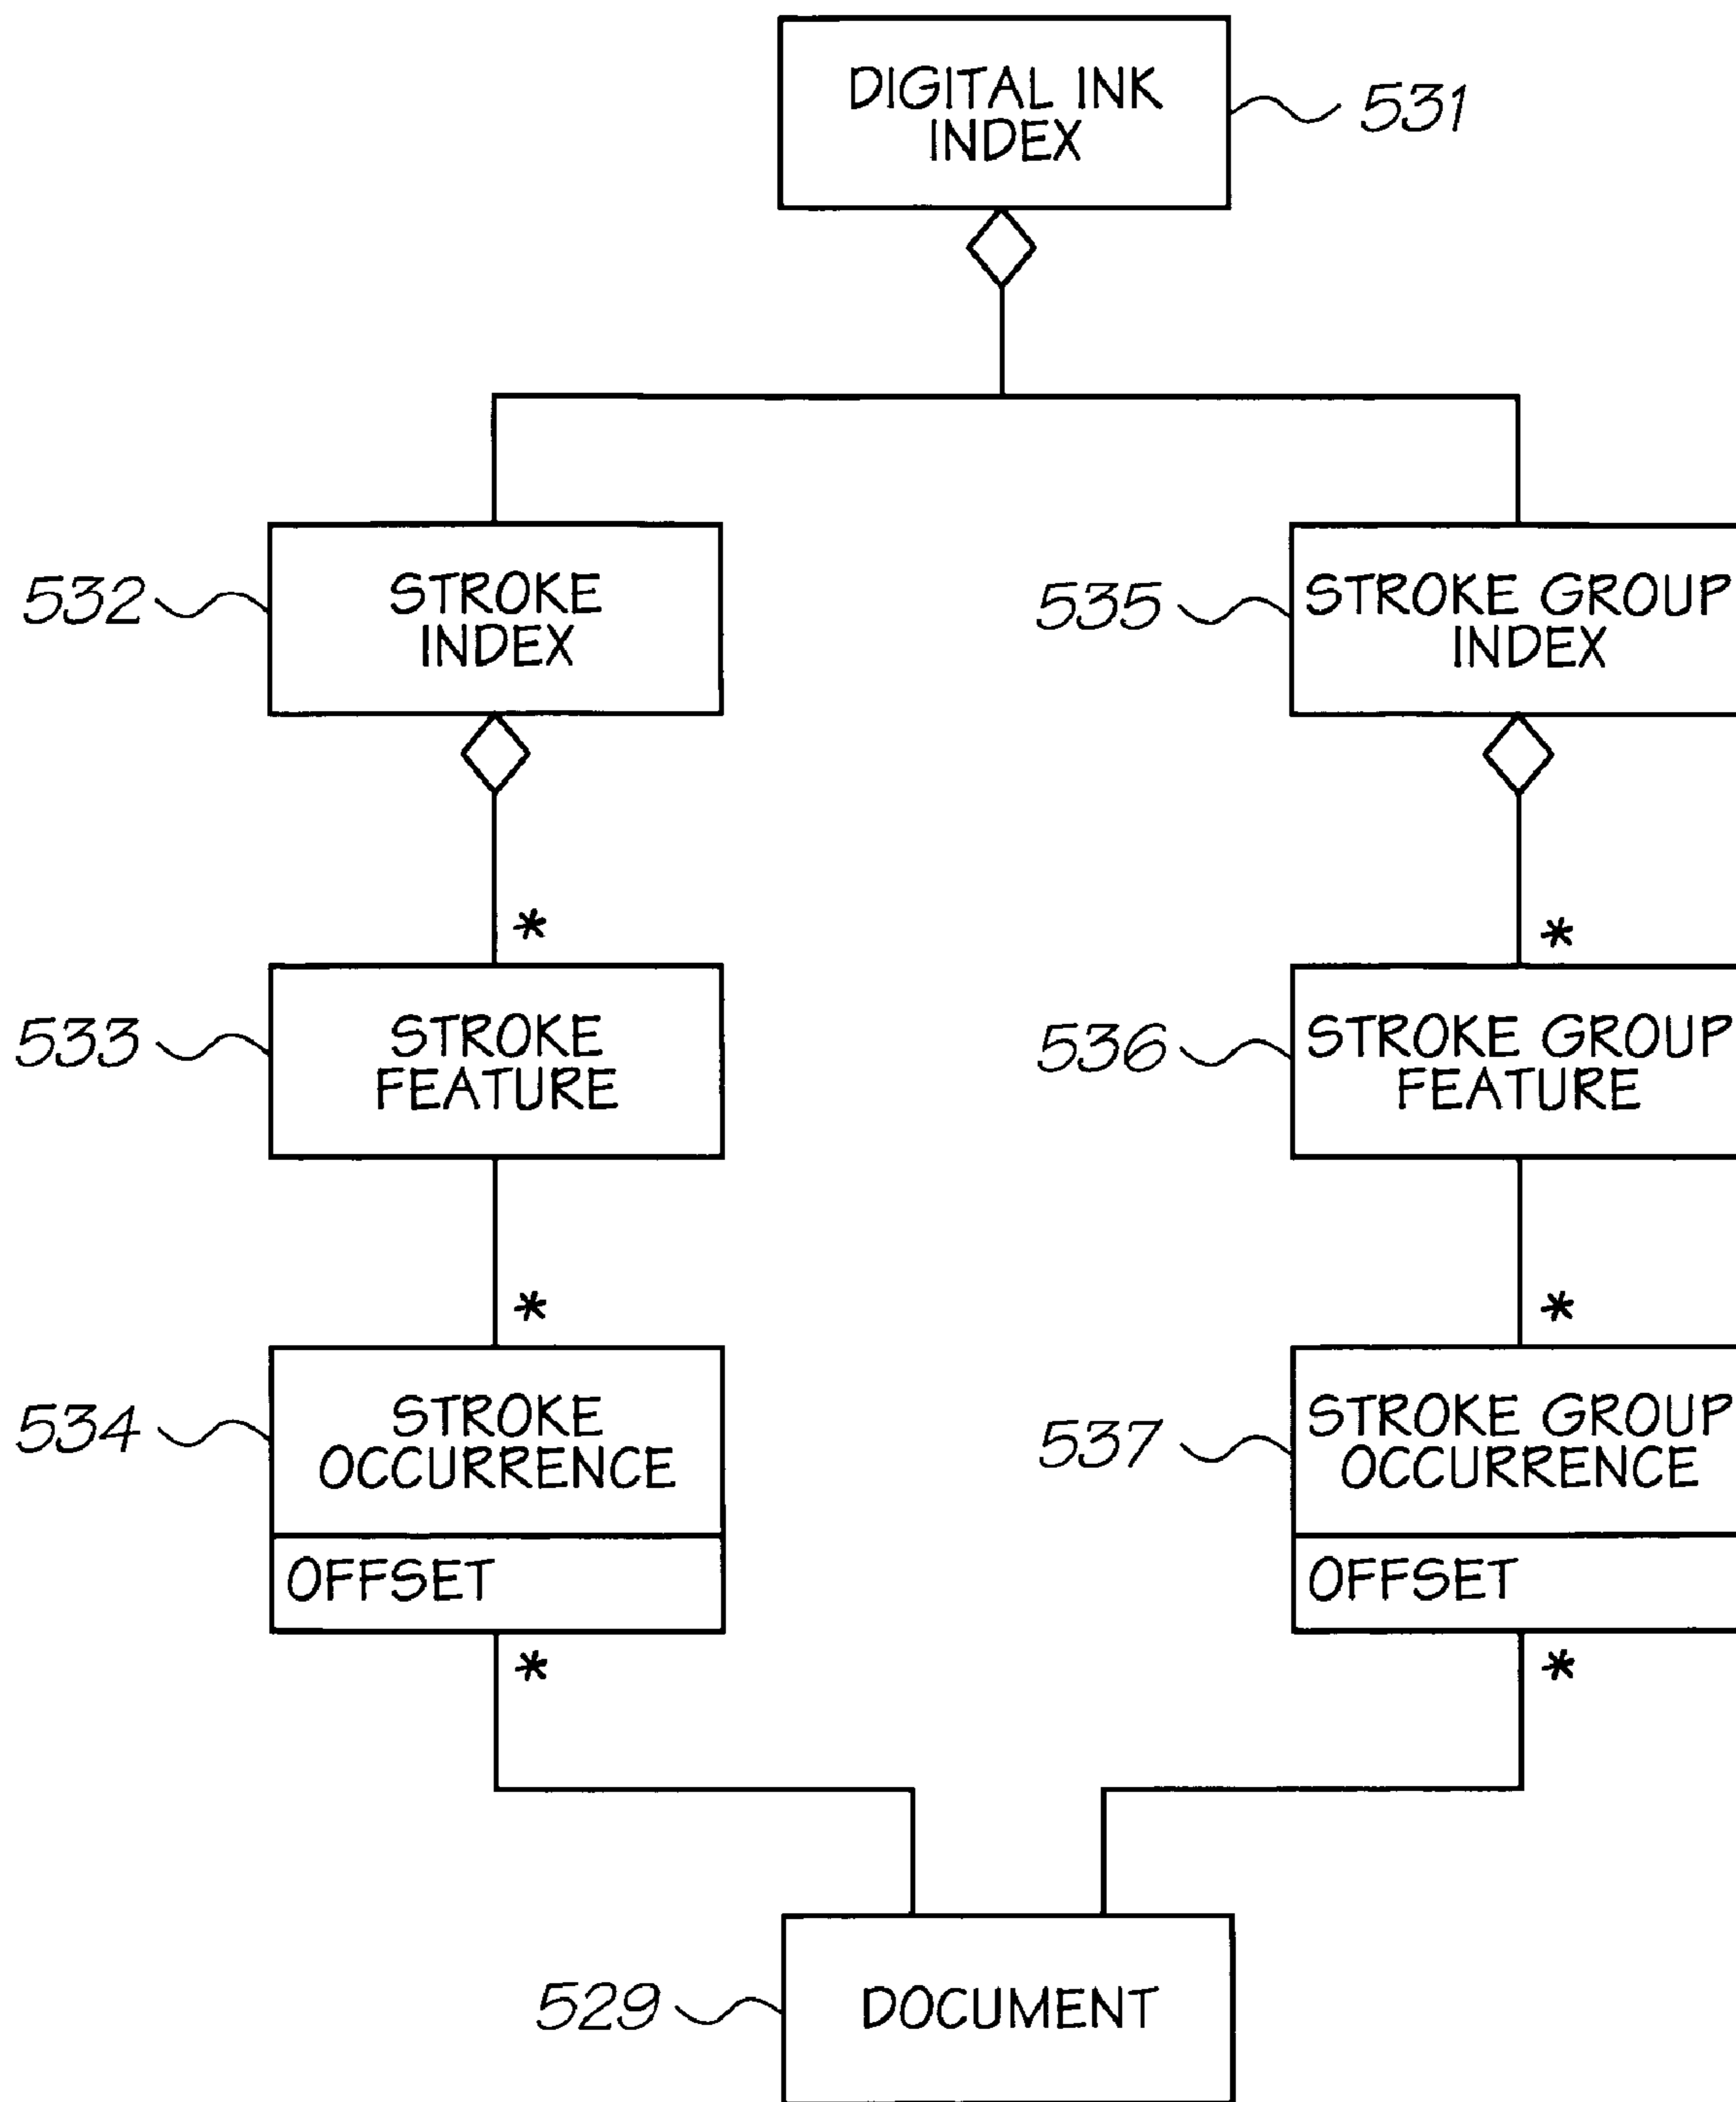 DIGITAL INK
INDEX
531
532
STROKE
INDEX
535
STROKE GROUP
INDEX
*
*
533
STROKE
FEATURE
536
STROKE GROUP
FEATURE
*
*
534
STROKE
OCCURRENCE
OFFSET
537
STROKE GROUP
OCCURRENCE
OFFSET
*
*
529
DOCUMENT